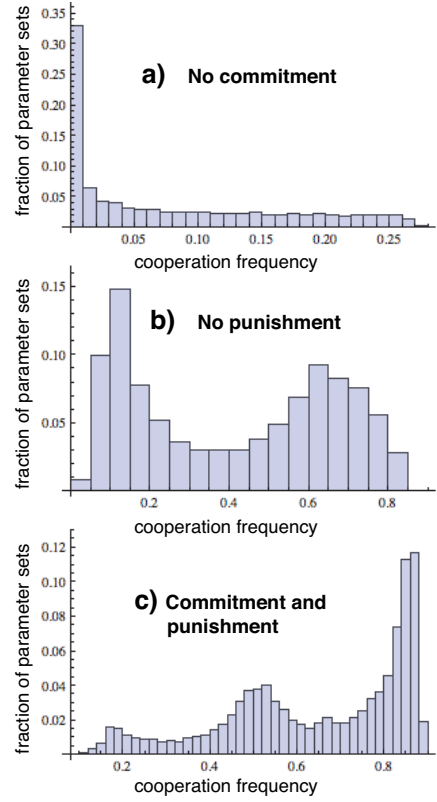 fraction of parameter sets
0.35
0.30
0.25
0.20
0.15
0.10
0.05
a) No commitment
0.05 0.10 0.15 0.20 0.25
cooperation frequency
fraction of parameter sets
0.15
0.10
0.05
b) No punishment
0.2 0.4 0.6 0.8
cooperation frequency
fraction of parameter sets
0.12
0.10
0.08
0.06
0.04
0.02
c) Commitment and
punishment
0.2 0.4 0.6 0.8
cooperation frequency